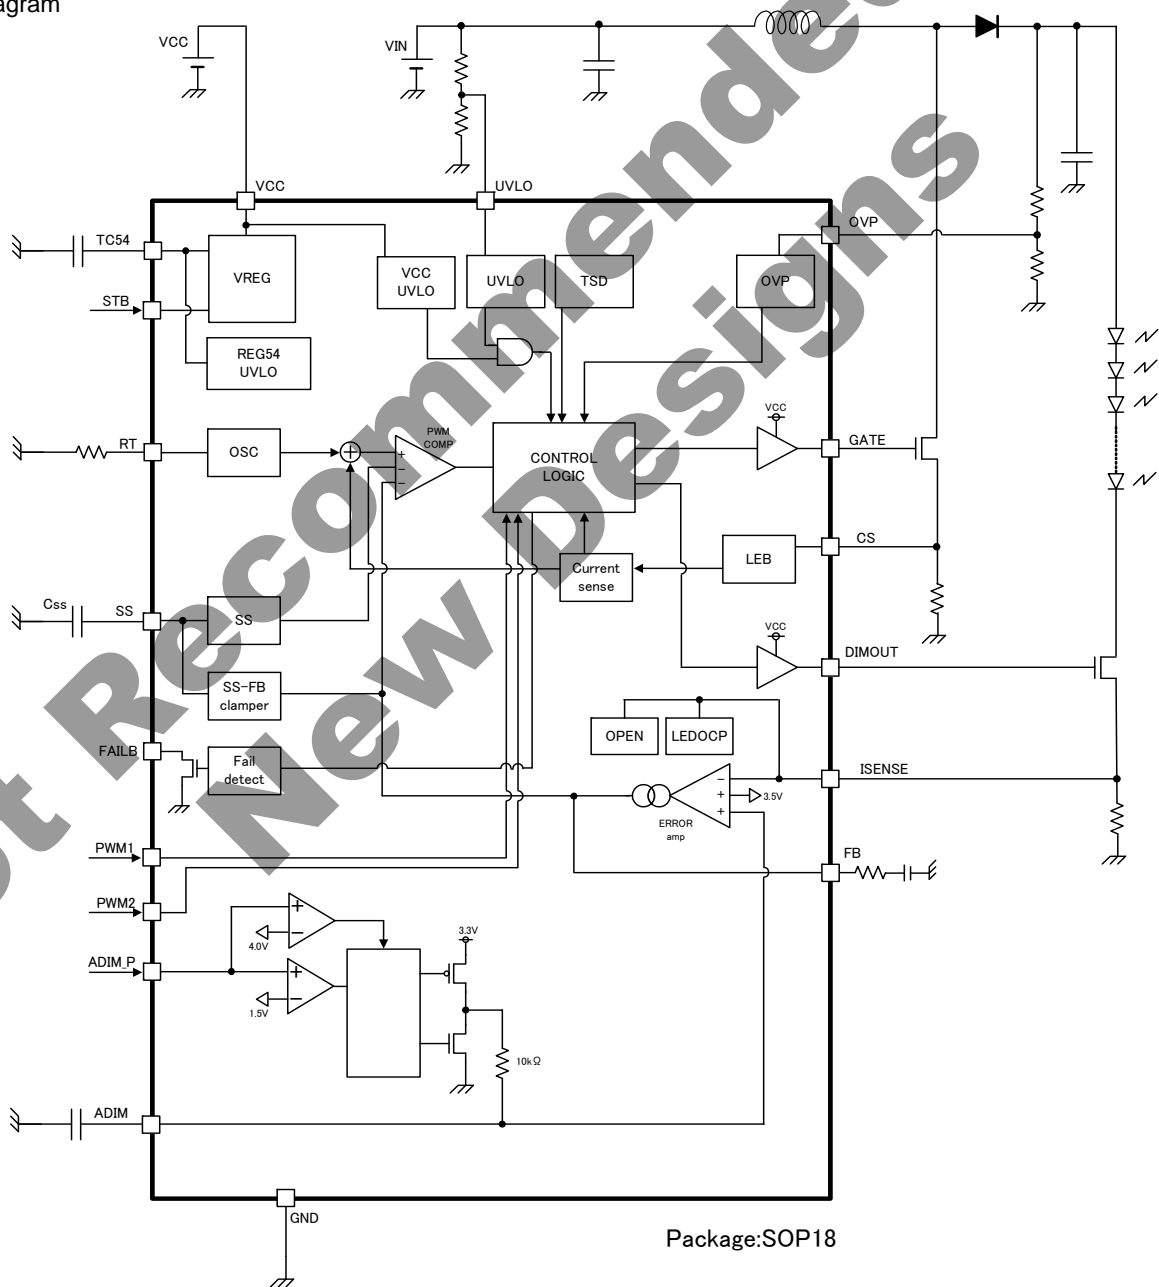 agram
VCC
VIN
VCC
UVLO
TC54
STB
VREG
REG54
UVLO
VCC
UVLO
UVLO
TSD
OVP
OVP
RT
OSC
+
PWM
COMP
+
−
−
CONTROL
LOGIC
VCC
GATE
CS
LEB
Current
sense
Css
SS
SS
SS-FB
clamper
VCC
DIMOUT
FAILB
Fail
detect
OPEN
LEDOCP
ISENSE
−
+
+
3.5V
ERROR
amp
FB
PWM1
PWM2
ADIM_P
+
−
4.0V
+
−
1.5V
3.3V
10kΩ
ADIM
GND
Package:SOP18
ot Recommended
New Designs